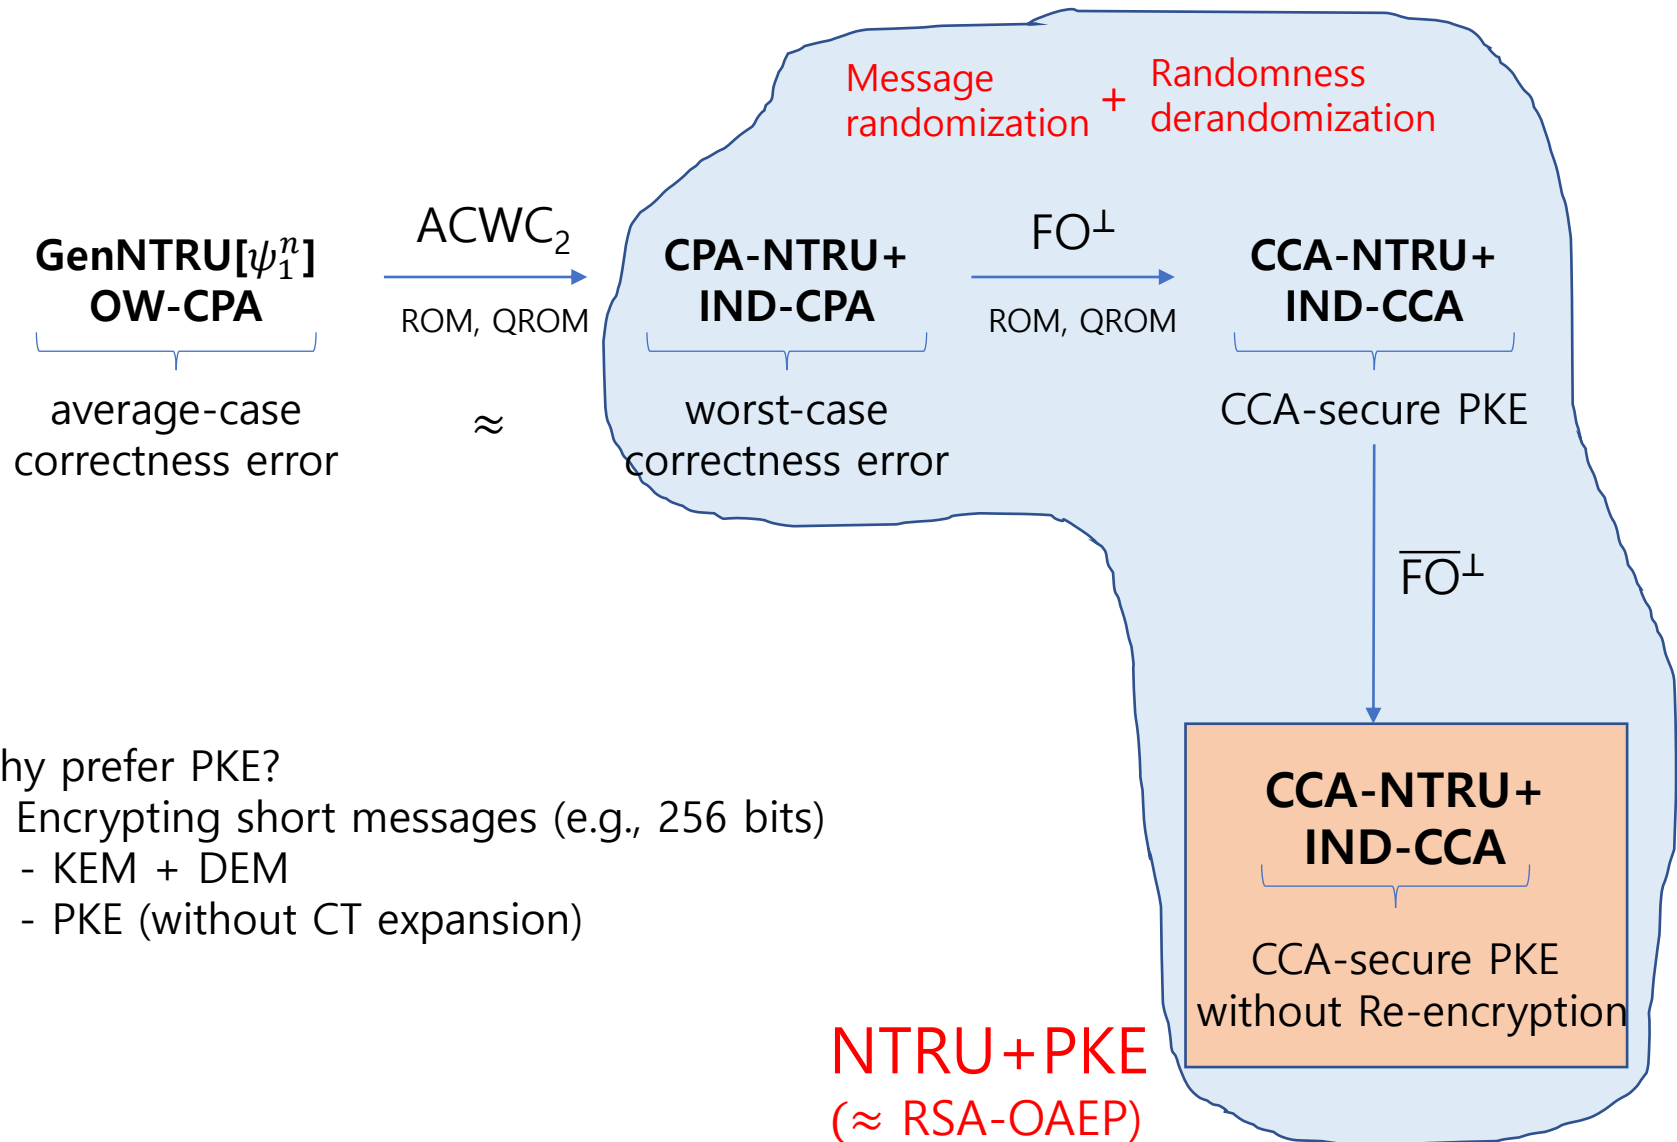 Message
randomization
+
Randomness
derandomization
GenNTRU[ψ₁ⁿ]
OW-CPA
ACWC₂
ROM, QROM
CPA-NTRU+
IND-CPA
FO⊥
ROM, QROM
CCA-NTRU+
IND-CCA
average-case
correctness error
≈
worst-case
correctness error
CCA-secure PKE
F̅O̅⊥
hy prefer PKE?
Encrypting short messages (e.g., 256 bits)
- KEM + DEM
- PKE (without CT expansion)
CCA-NTRU+
IND-CCA
CCA-secure PKE
without Re-encryption
NTRU+PKE
(≈ RSA-OAEP)